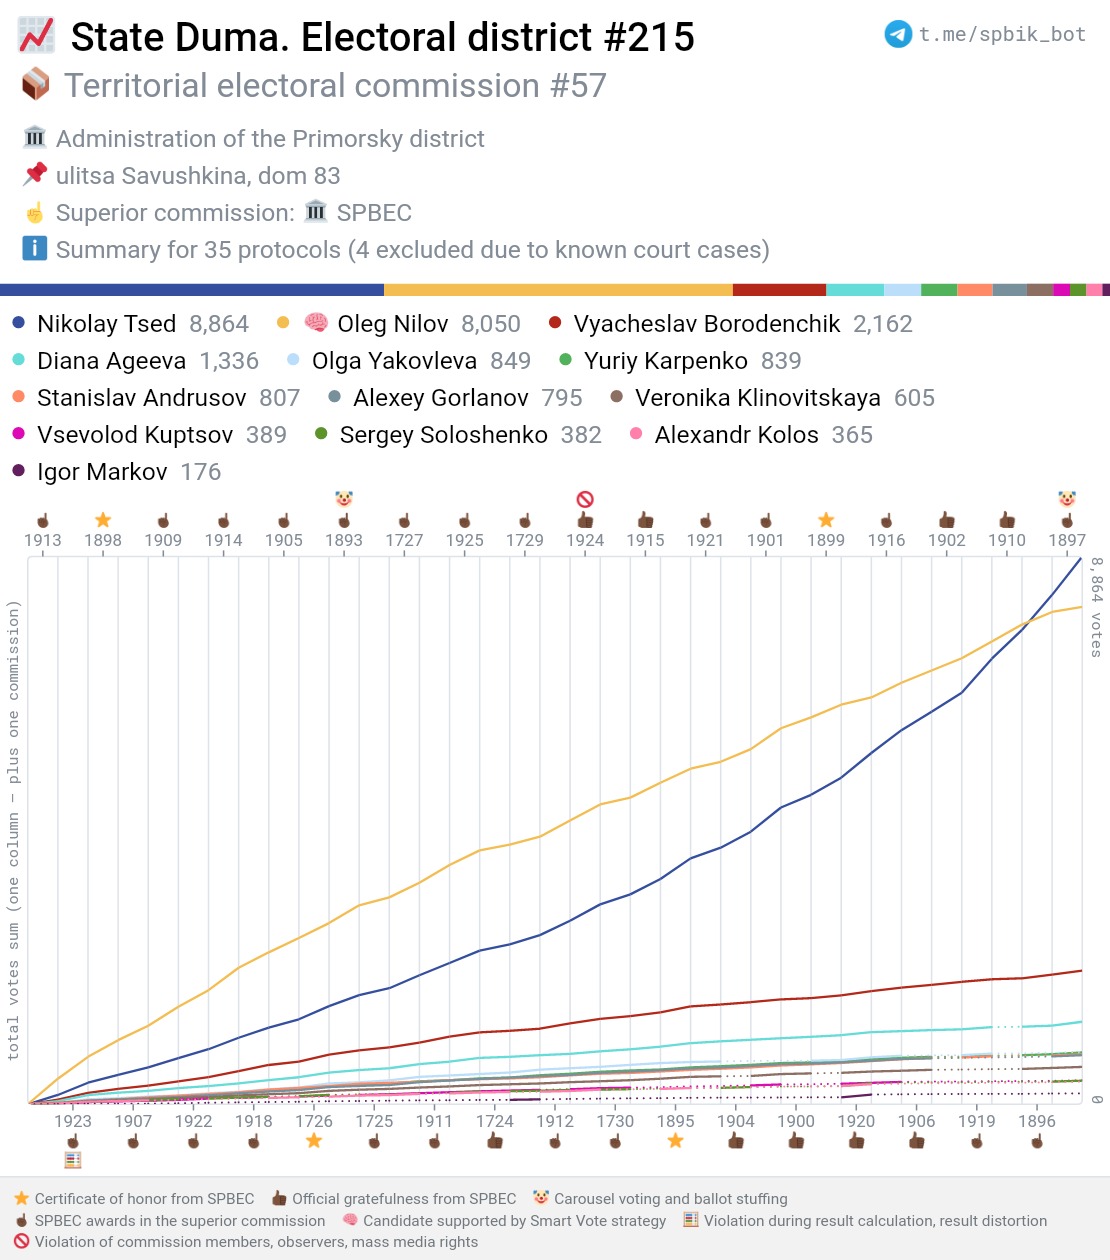 State Duma. Electoral district #215
t.me/spbik_bot
Territorial electoral commission #57
Administration of the Primorsky district
ulitsa Savushkina, dom 83
Superior commission: SPBEC
Summary for 35 protocols (4 excluded due to known court cases)
Nikolay Tsed 8,864 Oleg Nilov 8,050 Vyacheslav Borodenchik 2,162
Diana Ageeva 1,336 Olga Yakovleva 849 Yuriy Karpenko 839
Stanislav Andrusov 807 Alexey Gorlanov 795 Veronika Klinovitskaya 605
Vsevolod Kuptsov 389 Sergey Soloshenko 382 Alexandr Kolos 365
Igor Markov 176
1913 1898 1909 1914 1905 1893 1727 1925 1729 1924 1915 1921 1901 1899 1916 1902 1910 1897
total votes sum (one column – plus one commission)
8,864 votes
0
1923 1907 1922 1918 1726 1725 1911 1724 1912 1730 1895 1904 1900 1920 1906 1919 1896
Certificate of honor from SPBEC Official gratefulness from SPBEC Carousel voting and ballot stuffing
SPBEC awards in the superior commission Candidate supported by Smart Vote strategy Violation during result calculation, result distortion
Violation of commission members, observers, mass media rights